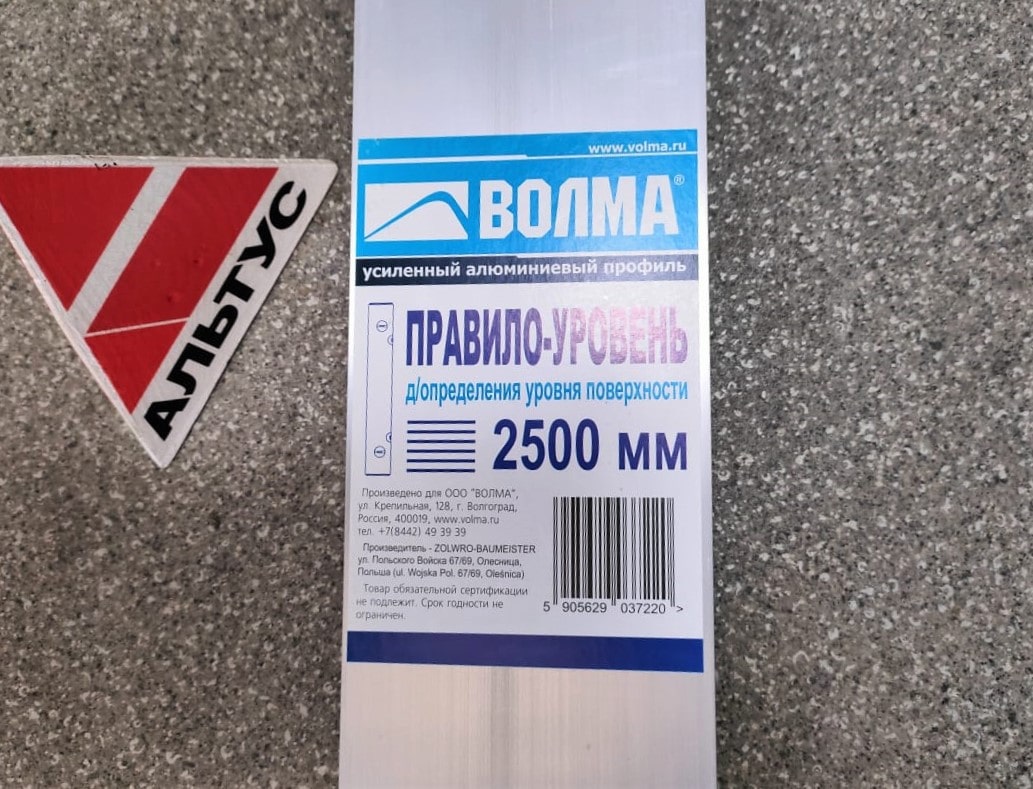 АЛЬТУС
www.volma.ru
ВОЛМА®
усиленный алюминиевый профиль
ПРАВИЛО-УРОВЕНЬ
д/определения уровня поверхности
2500 мм
Произведено для ООО "ВОЛМА",
ул. Крепильная, 128, г. Волгоград,
Россия, 400019, www.volma.ru
тел. +7(8442) 49 39 39
Производитель - ZOLWRO-BAUMEISTER
ул. Польского Войска 67/69, Олесница,
Польша (ul. Wojska Pol. 67/69, Oleśnica)
Товар обязательной сертификации
не подлежит. Срок годности не
ограничен.
5 905629 037220 >